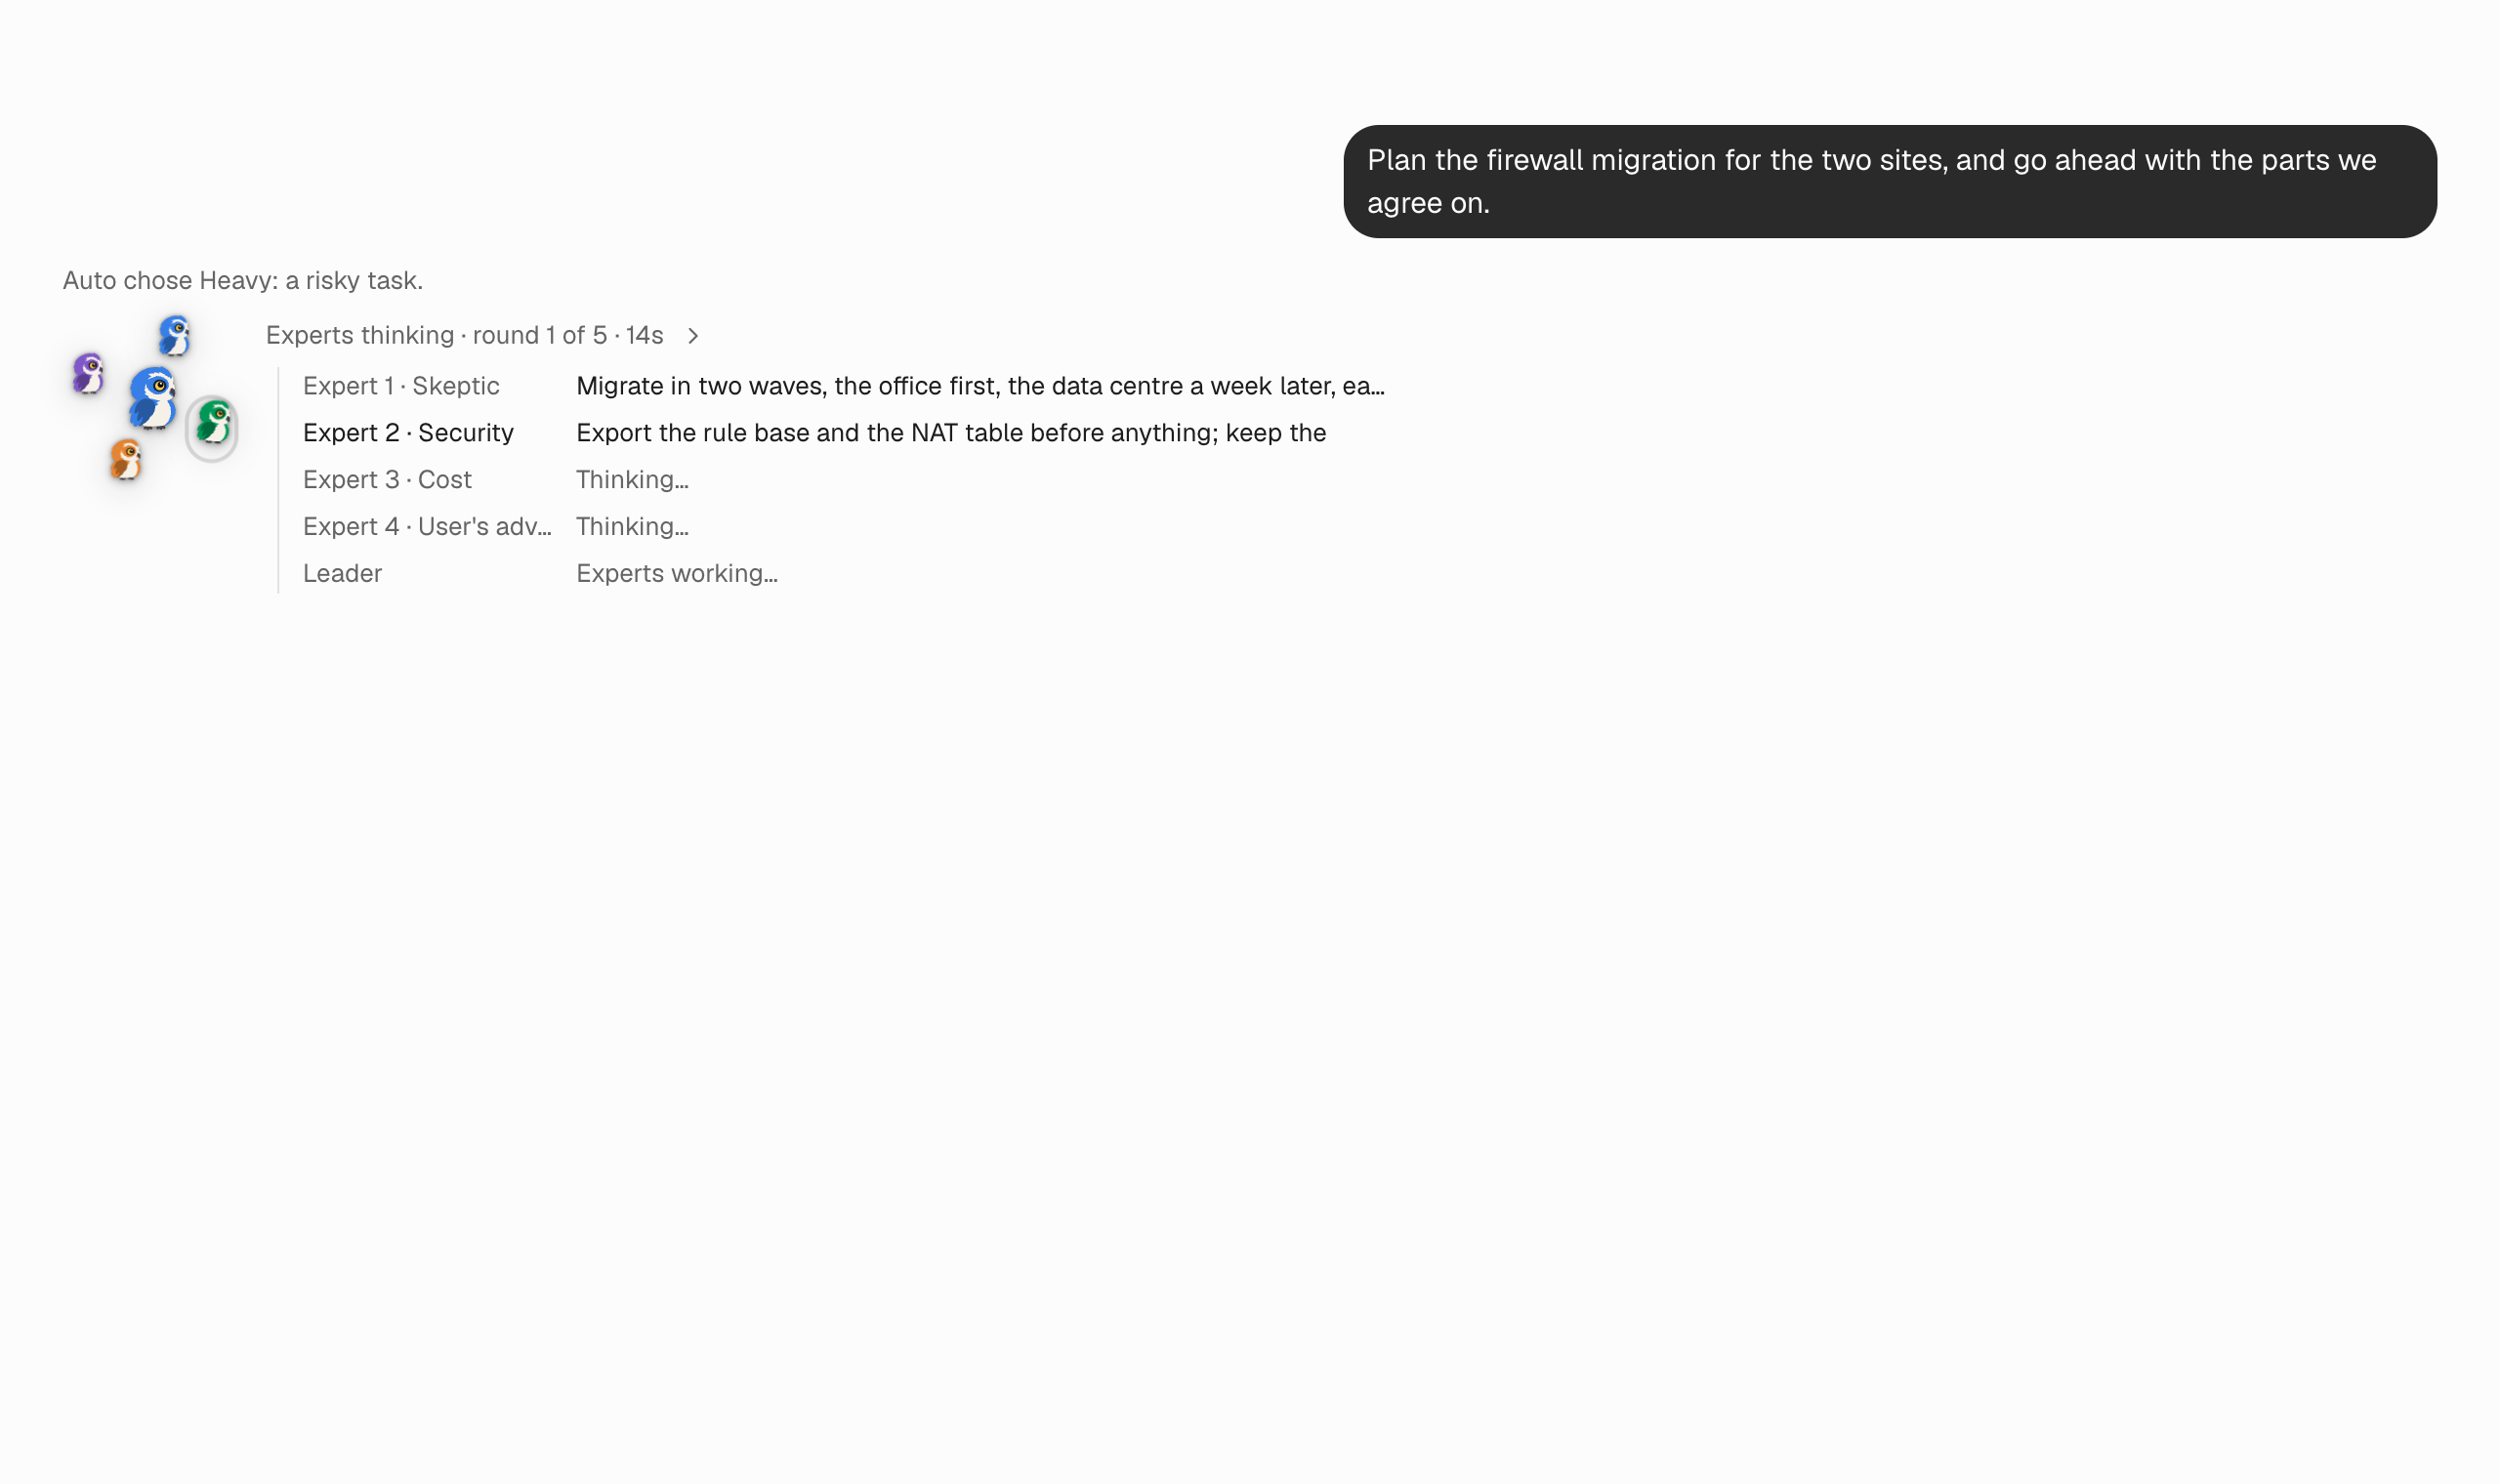 Plan the firewall migration for the two sites, and go ahead with the parts we
agree on.
Auto chose Heavy: a risky task.
Experts thinking · round 1 of 5 · 14s
Expert 1 · Skeptic Migrate in two waves, the office first, the data centre a week later, ea…
Expert 2 · Security Export the rule base and the NAT table before anything; keep the
Expert 3 · Cost Thinking…
Expert 4 · User's adv… Thinking…
Leader Experts working…